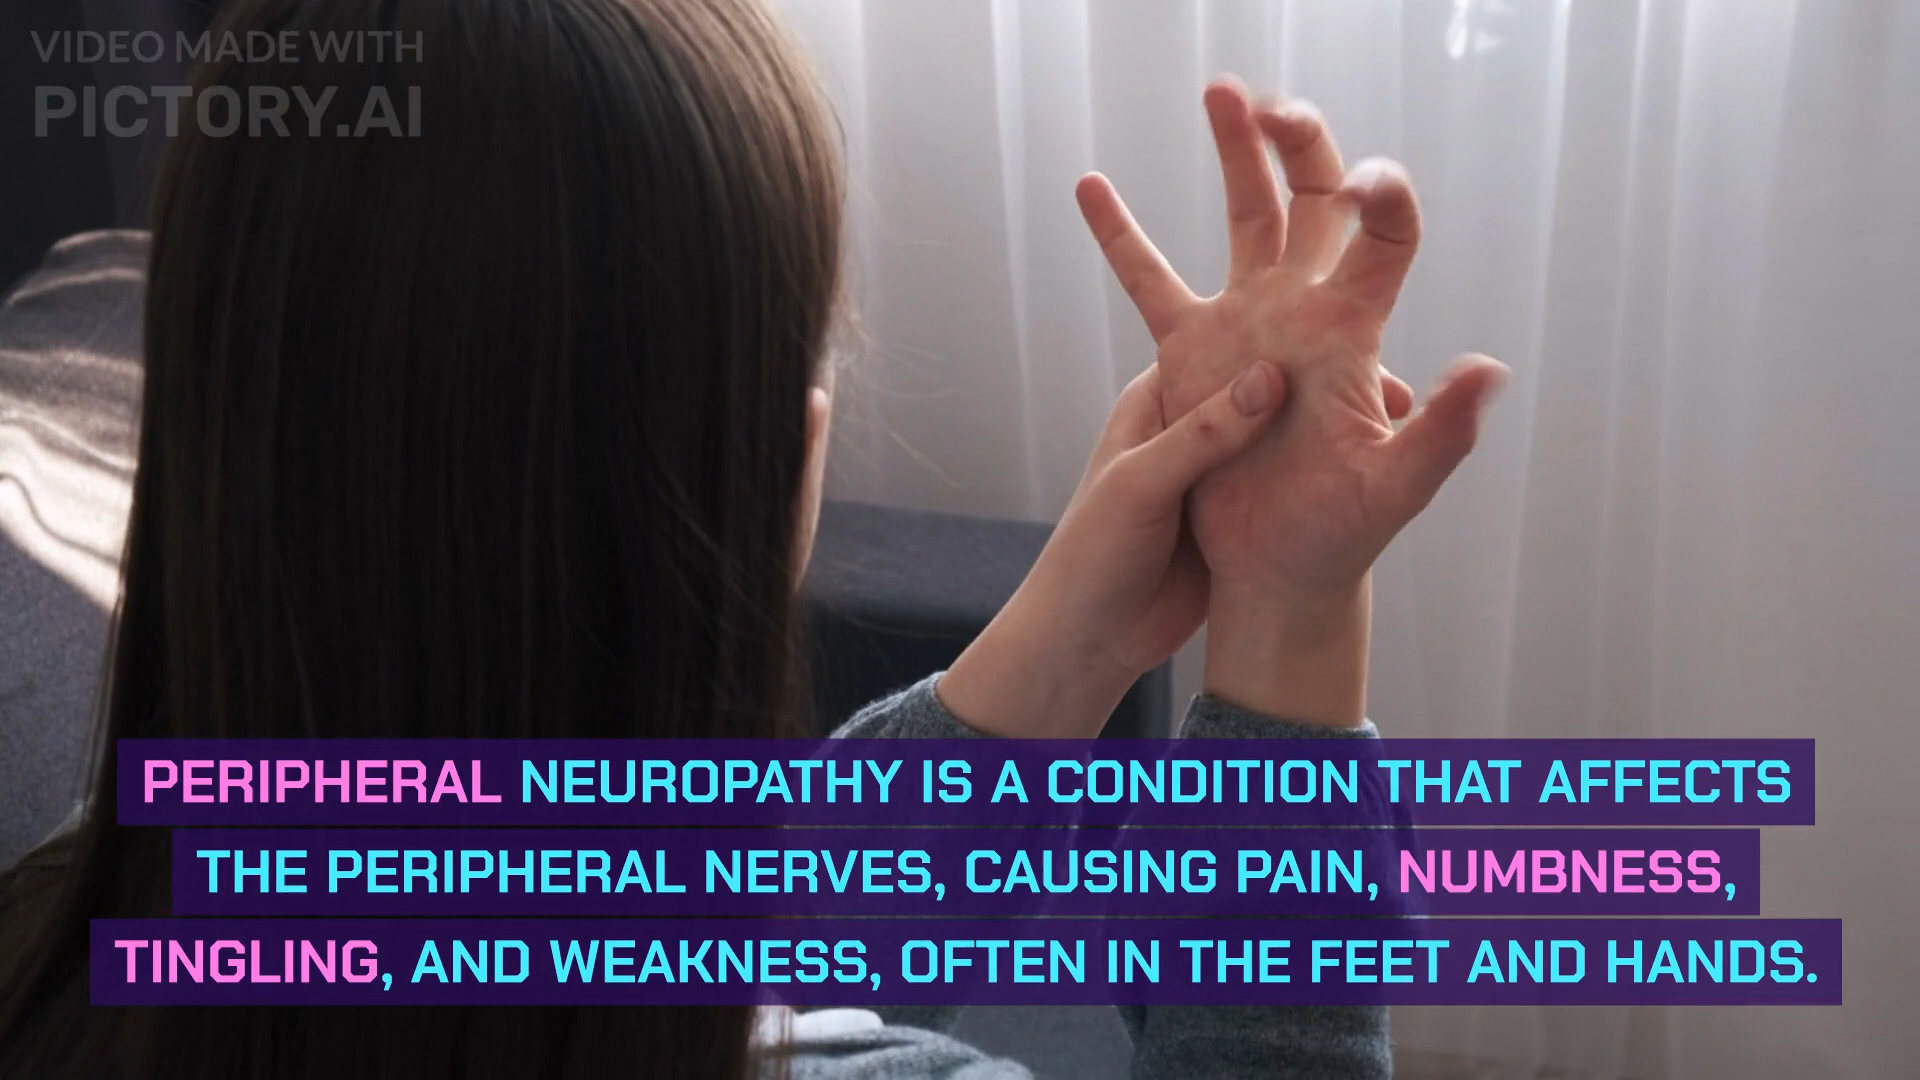 VIDEO MADE WITH
PICTORY.AI
PERIPHERAL NEUROPATHY IS A CONDITION THAT AFFECTS
THE PERIPHERAL NERVES, CAUSING PAIN, NUMBNESS,
TINGLING, AND WEAKNESS, OFTEN IN THE FEET AND HANDS.